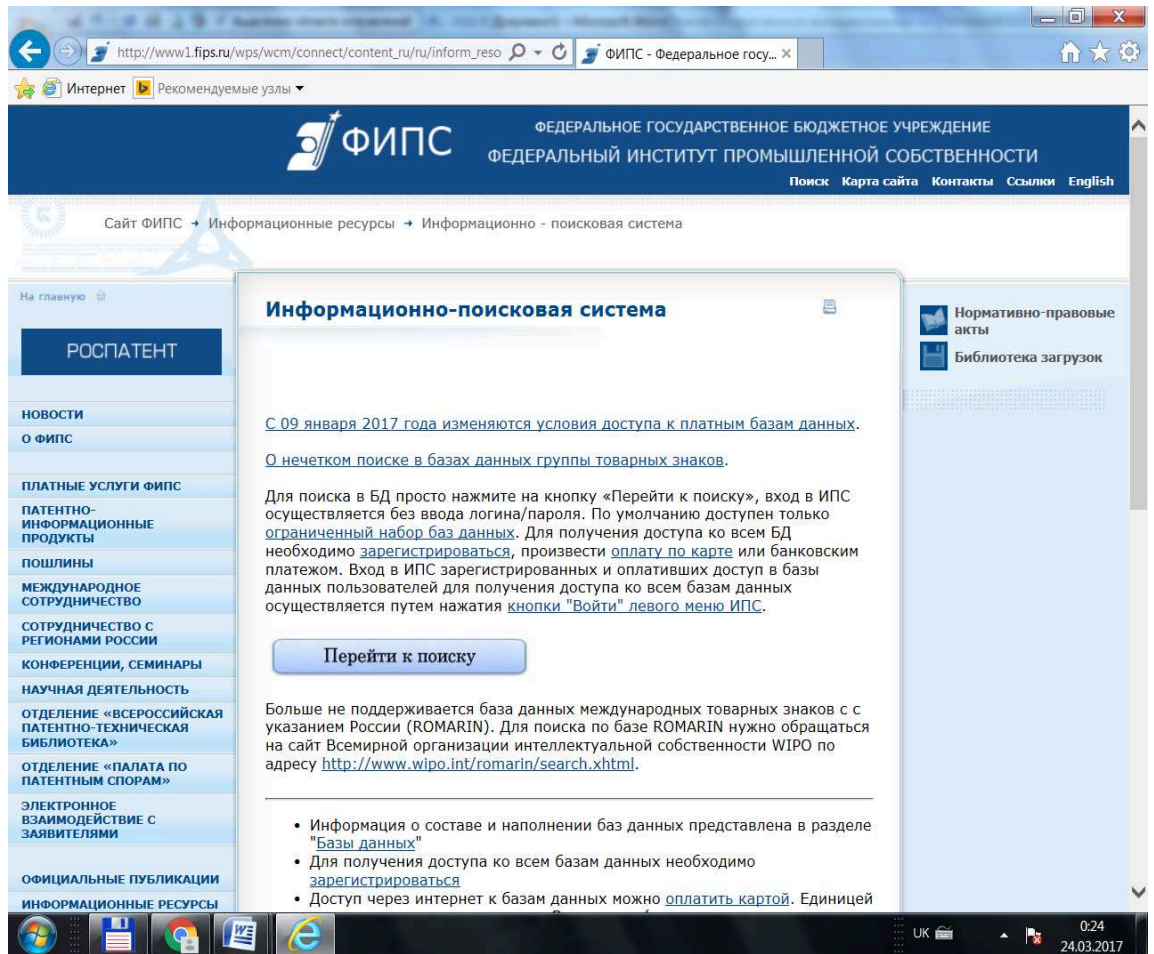 http://www1.fips.ru/wps/wcm/connect/content_ru/ru/inform_reso
ФИПС - Федеральное госу...
Интернет
Рекомендуемые узлы
ФИПС
ФЕДЕРАЛЬНОЕ ГОСУДАРСТВЕННОЕ БЮДЖЕТНОЕ УЧРЕЖДЕНИЕ
ФЕДЕРАЛЬНЫЙ ИНСТИТУТ ПРОМЫШЛЕННОЙ СОБСТВЕННОСТИ
Поиск Карта сайта Контакты Ссылки English
Сайт ФИПС → Информационные ресурсы → Информационно - поисковая система
На главную
РОСПАТЕНТ
НОВОСТИ
О ФИПС
ПЛАТНЫЕ УСЛУГИ ФИПС
ПАТЕНТНО-
ИНФОРМАЦИОННЫЕ
ПРОДУКТЫ
ПОШЛИНЫ
МЕЖДУНАРОДНОЕ
СОТРУДНИЧЕСТВО
СОТРУДНИЧЕСТВО С
РЕГИОНАМИ РОССИИ
КОНФЕРЕНЦИИ, СЕМИНАРЫ
НАУЧНАЯ ДЕЯТЕЛЬНОСТЬ
ОТДЕЛЕНИЕ «ВСЕРОССИЙСКАЯ
ПАТЕНТНО-ТЕХНИЧЕСКАЯ
БИБЛИОТЕКА»
ОТДЕЛЕНИЕ «ПАЛАТА ПО
ПАТЕНТНЫМ СПОРАМ»
ЭЛЕКТРОННОЕ
ВЗАИМОДЕЙСТВИЕ С
ЗАЯВИТЕЛЯМИ
ОФИЦИАЛЬНЫЕ ПУБЛИКАЦИИ
ИНФОРМАЦИОННЫЕ РЕСУРСЫ
Информационно-поисковая система
С 09 января 2017 года изменяются условия доступа к платным базам данных.
О нечетком поиске в базах данных группы товарных знаков.
Для поиска в БД просто нажмите на кнопку «Перейти к поиску», вход в ИПС
осуществляется без ввода логина/пароля. По умолчанию доступен только
ограниченный набор баз данных. Для получения доступа ко всем БД
необходимо зарегистрироваться, произвести оплату по карте или банковским
платежом. Вход в ИПС зарегистрированных и оплативших доступ в базы
данных пользователей для получения доступа ко всем базам данных
осуществляется путем нажатия кнопки "Войти" левого меню ИПС.
Перейти к поиску
Больше не поддерживается база данных международных товарных знаков с с
указанием России (ROMARIN). Для поиска по базе ROMARIN нужно обращаться
на сайт Всемирной организации интеллектуальной собственности WIPO по
адресу http://www.wipo.int/romarin/search.xhtml.
• Информация о составе и наполнении баз данных представлена в разделе
"Базы данных"
• Для получения доступа ко всем базам данных необходимо
зарегистрироваться
• Доступ через интернет к базам данных можно оплатить картой. Единицей
Нормативно-правовые
акты
Библиотека загрузок
UK
0:24
24.03.2017